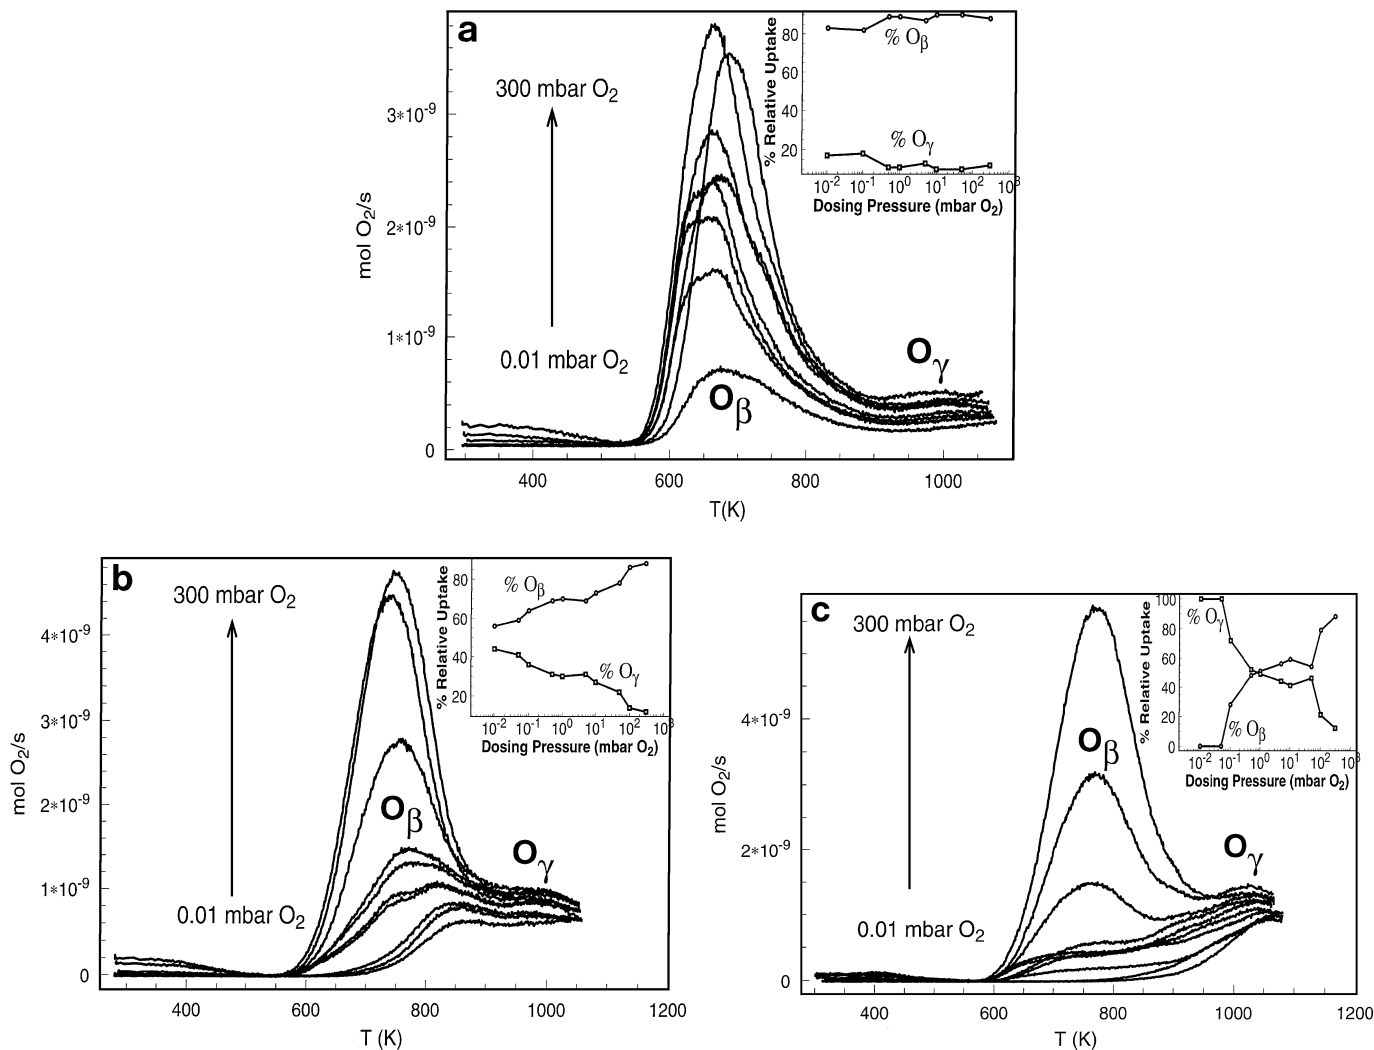 a
300 mbar O2
0.01 mbar O2
Oβ
Oγ
mol O2/s
3*10-9
2*10-9
1*10-9
0
400 600 800 1000
T(K)
% Relative Uptake
80
60
40
20
% Oβ
% Oγ
10-2 10-1 100 101 102 103
Dosing Pressure (mbar O2)
b
300 mbar O2
0.01 mbar O2
Oβ
Oγ
mol O2/s
4*10-9
3*10-9
2*10-9
1*10-9
0
400 600 800 1000 1200
T (K)
% Relative Uptake
80
60
40
20
% Oβ
% Oγ
10-2 10-1 100 101 102 103
Dosing Pressure (mbar O2)
c
300 mbar O2
0.01 mbar O2
Oβ
Oγ
mol O2/s
4*10-9
2*10-9
0
400 600 800 1000 1200
T (K)
% Relative Uptake
100
80
60
40
20
0
% Oγ
% Oβ
10-2 10-1 100 101 102 103
Dosing Pressure (mbar O2)